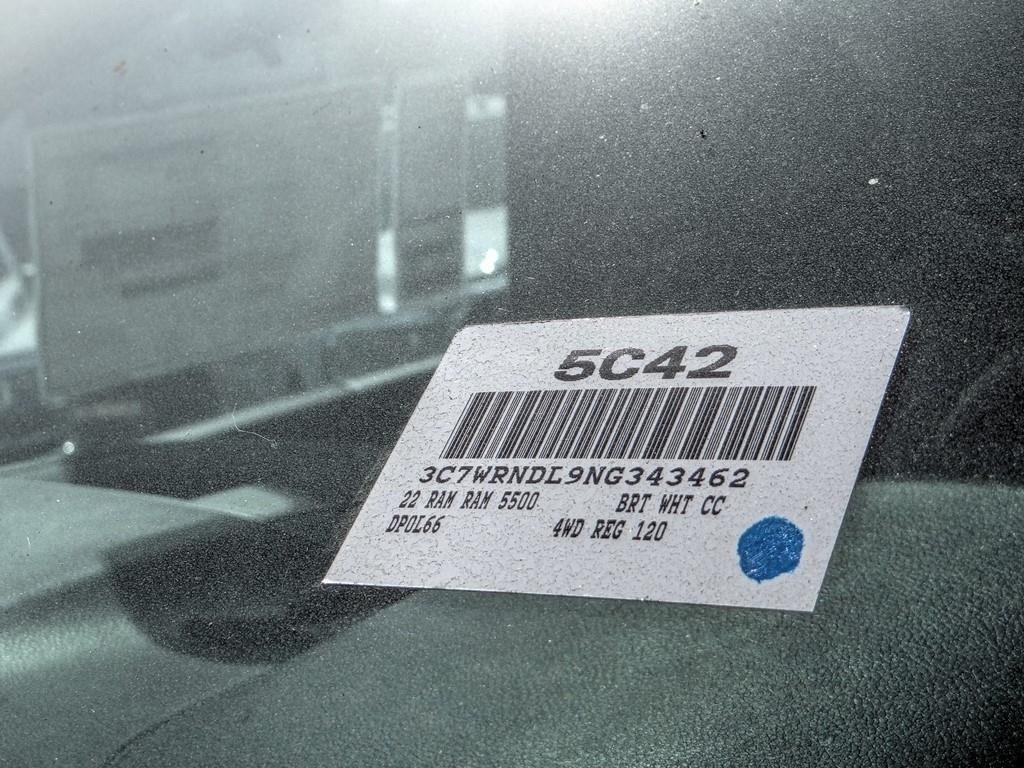 5C42
3C7WRNDL9NG343462
22 RAM RAM 5500 BRT WHT CC
DP0L66 4WD REG 120